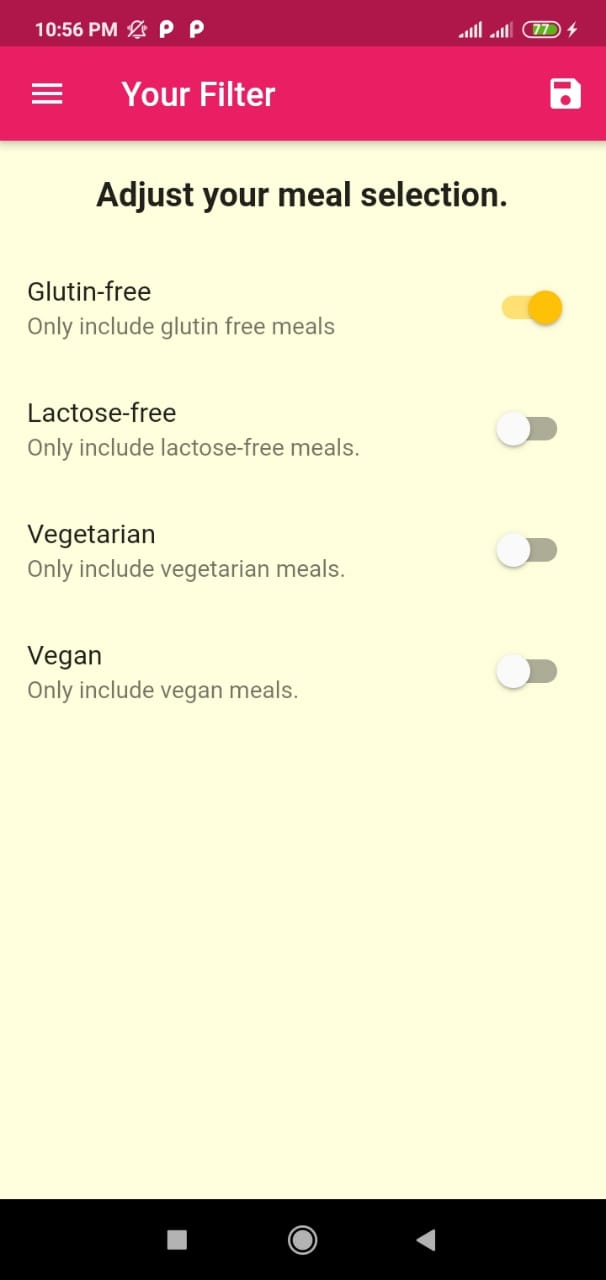 10:56 PM P P 77
Your Filter
Adjust your meal selection.
Glutin-free
Only include glutin free meals
Lactose-free
Only include lactose-free meals.
Vegetarian
Only include vegetarian meals.
Vegan
Only include vegan meals.